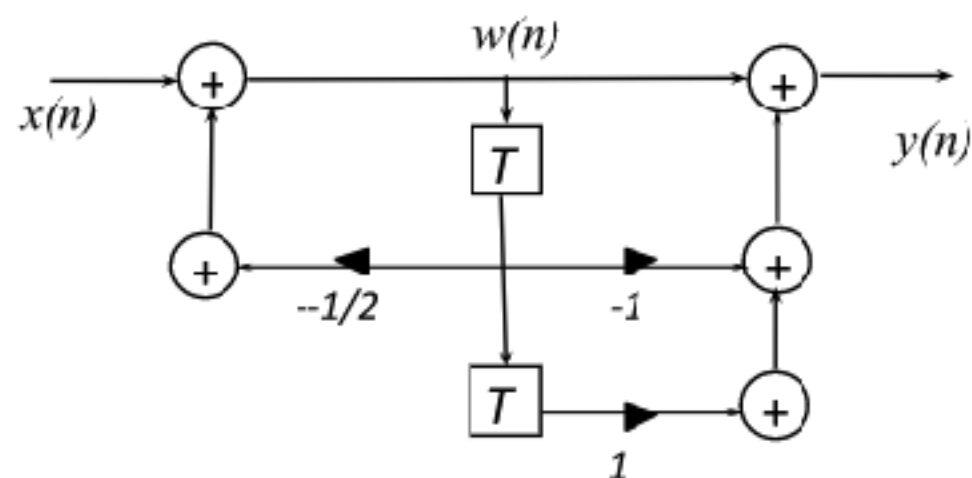 w(n)
+ +
x(n)
T
y(n)
+ +
--1/2 -1
T
+
1